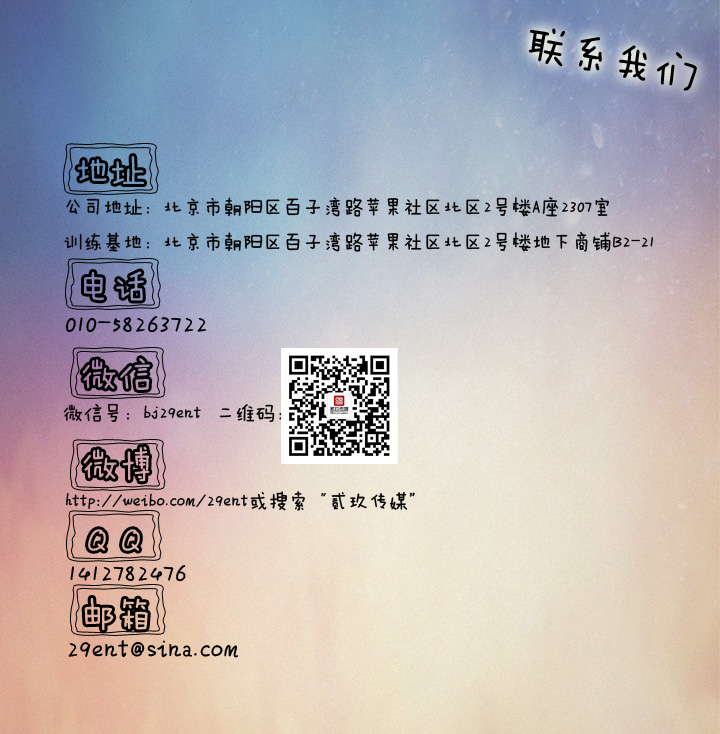 联系我们
地址
公司地址：北京市朝阳区百子湾路苹果社区北区2号楼A座2307室
训练基地：北京市朝阳区百子湾路苹果社区北区2号楼地下商铺B2-21
电话
010-58263722
微信
微信号：bj29ent 二维码：
微博
http://weibo.com/29ent或搜索“贰玖传媒”
QQ
1412782476
邮箱
29ent@sina.com